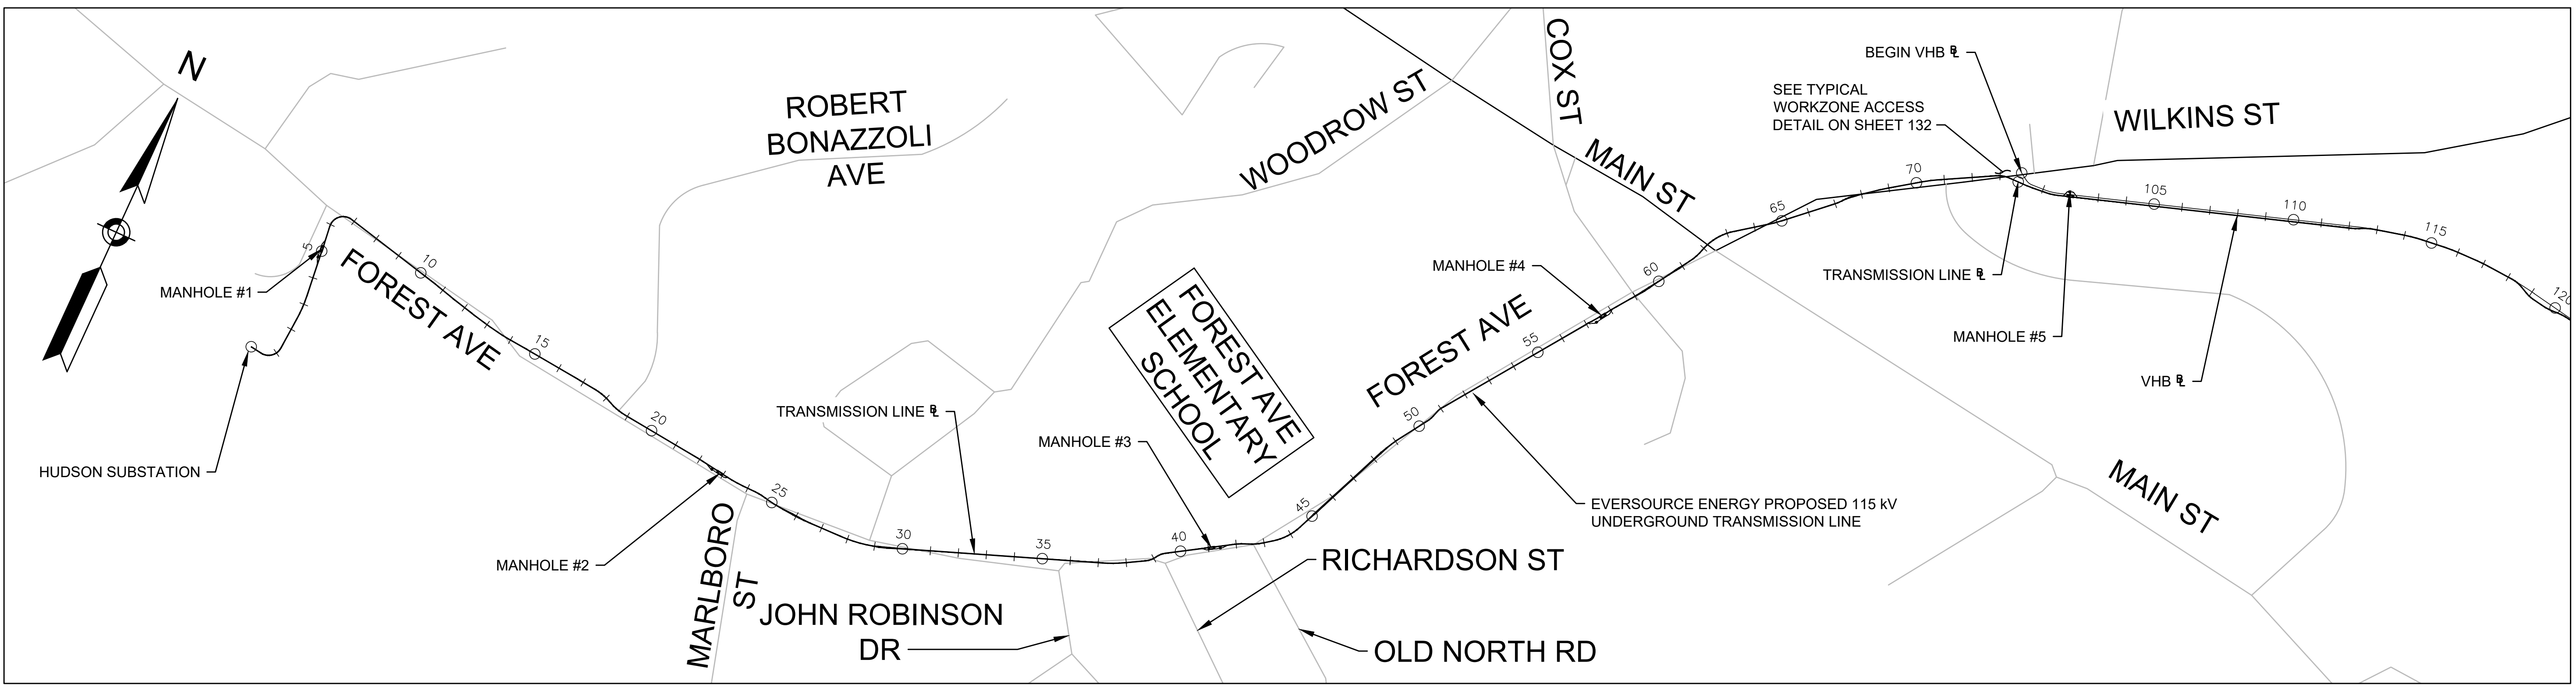 N
ROBERT
BONAZZOLI
AVE
WOODROW ST
COX ST
MAIN ST
BEGIN VHB ℄
SEE TYPICAL
WORKZONE ACCESS
DETAIL ON SHEET 132
WILKINS ST
MANHOLE #1
5
FOREST AVE
10
15
20
25
30
35
40
45
50
55
60
65
70
105
110
115
120
HUDSON SUBSTATION
MANHOLE #2
MARLBORO
ST
TRANSMISSION LINE ℄
MANHOLE #3
FOREST AVE
ELEMENTARY
SCHOOL
FOREST AVE
MANHOLE #4
TRANSMISSION LINE ℄
MANHOLE #5
VHB ℄
EVERSOURCE ENERGY PROPOSED 115 kV
UNDERGROUND TRANSMISSION LINE
MAIN ST
JOHN ROBINSON
DR
RICHARDSON ST
OLD NORTH RD